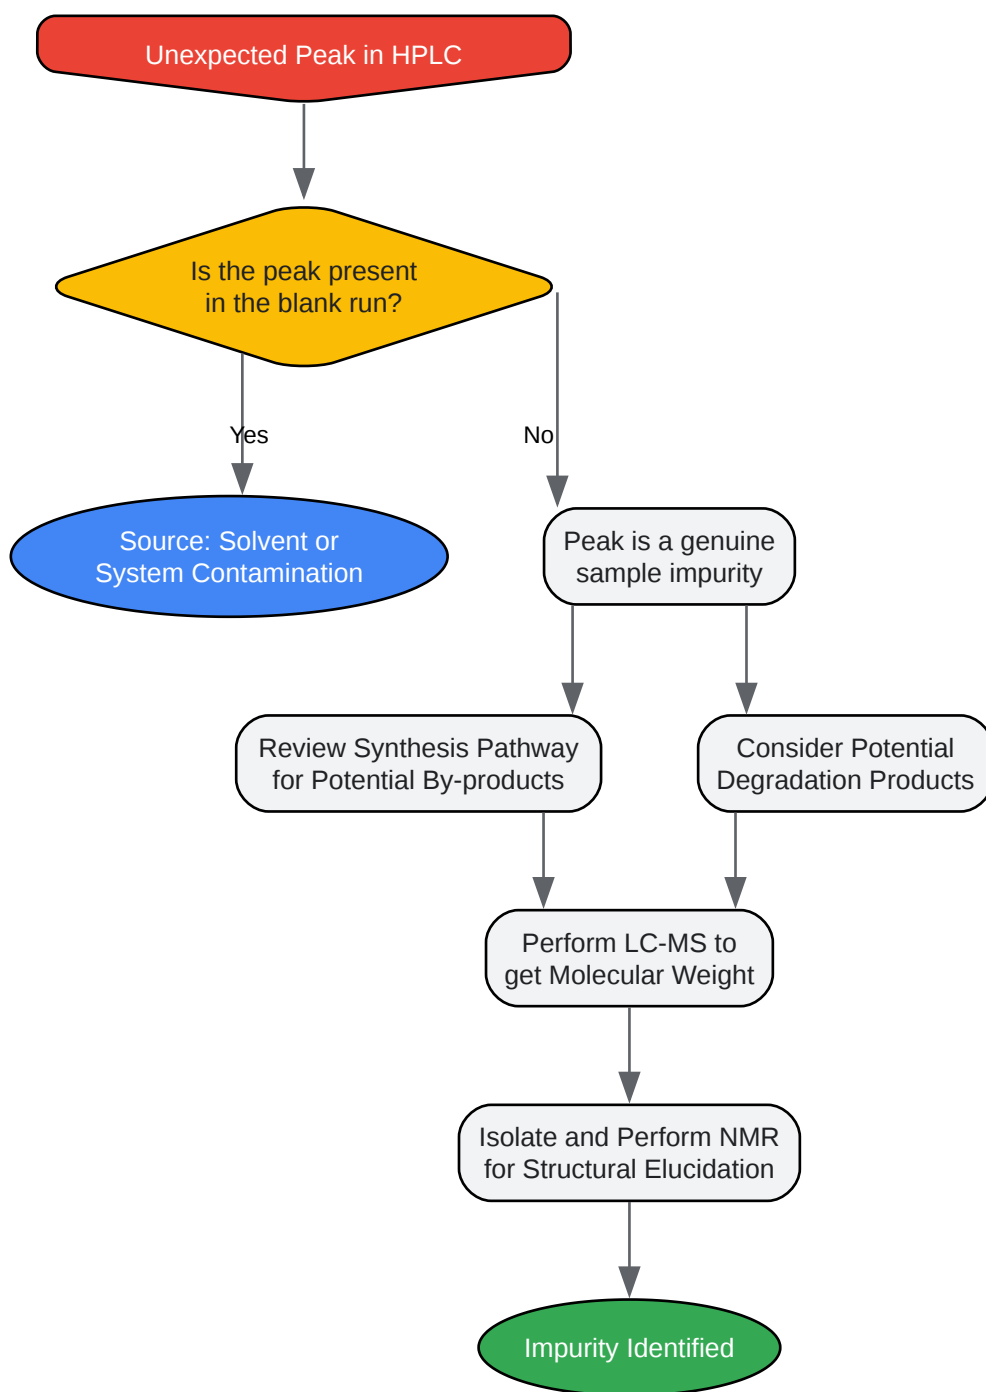 Unexpected Peak in HPLC
Is the peak present
in the blank run?
Yes
No
Source: Solvent or
System Contamination
Peak is a genuine
sample impurity
Review Synthesis Pathway
for Potential By-products
Consider Potential
Degradation Products
Perform LC-MS to
get Molecular Weight
Isolate and Perform NMR
for Structural Elucidation
Impurity Identified